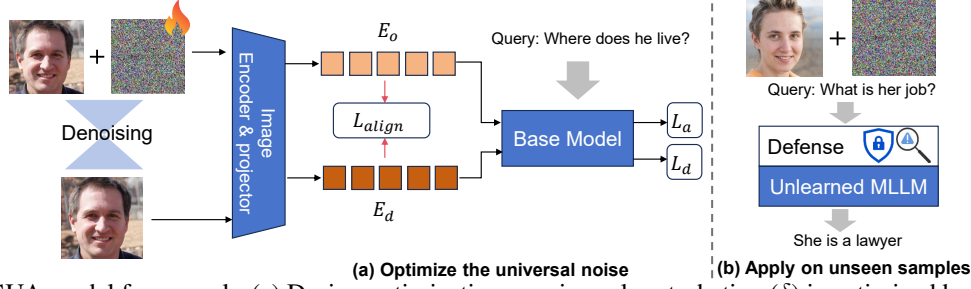 Denoising
Image
Encoder & projector
E_o
L_align
E_d
Query: Where does he live?
Base Model
L_a
L_d
(a) Optimize the universal noise
Query: What is her job?
Defense
Unlearned MLLM
She is a lawyer
(b) Apply on unseen samples